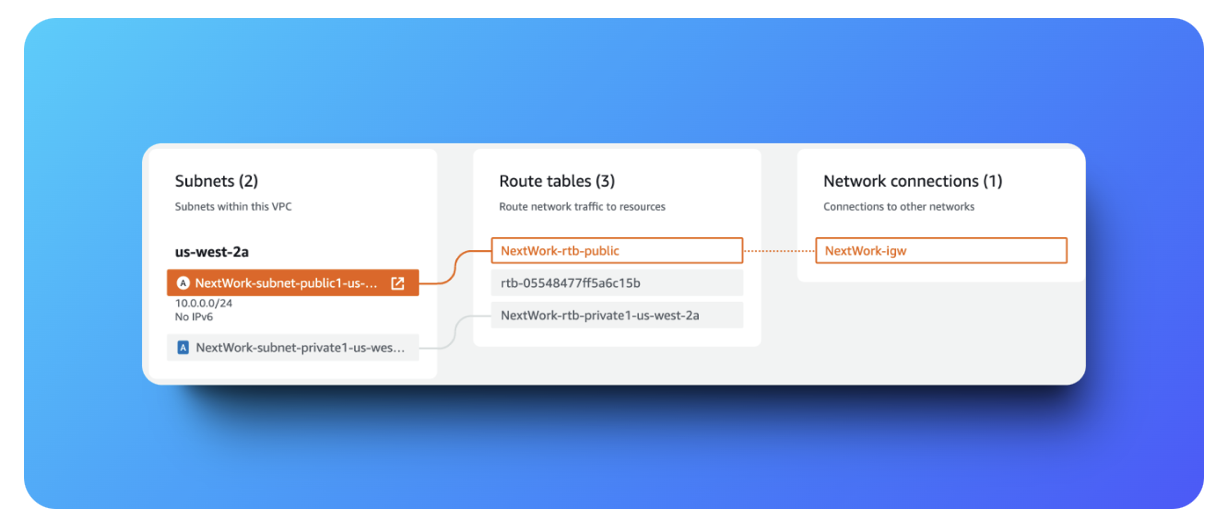 Subnets (2)
Subnets within this VPC
us-west-2a
A NextWork-subnet-public1-us-...
10.0.0.0/24
No IPv6
A NextWork-subnet-private1-us-wes...
Route tables (3)
Route network traffic to resources
NextWork-rtb-public
rtb-05548477ff5a6c15b
NextWork-rtb-private1-us-west-2a
Network connections (1)
Connections to other networks
NextWork-igw